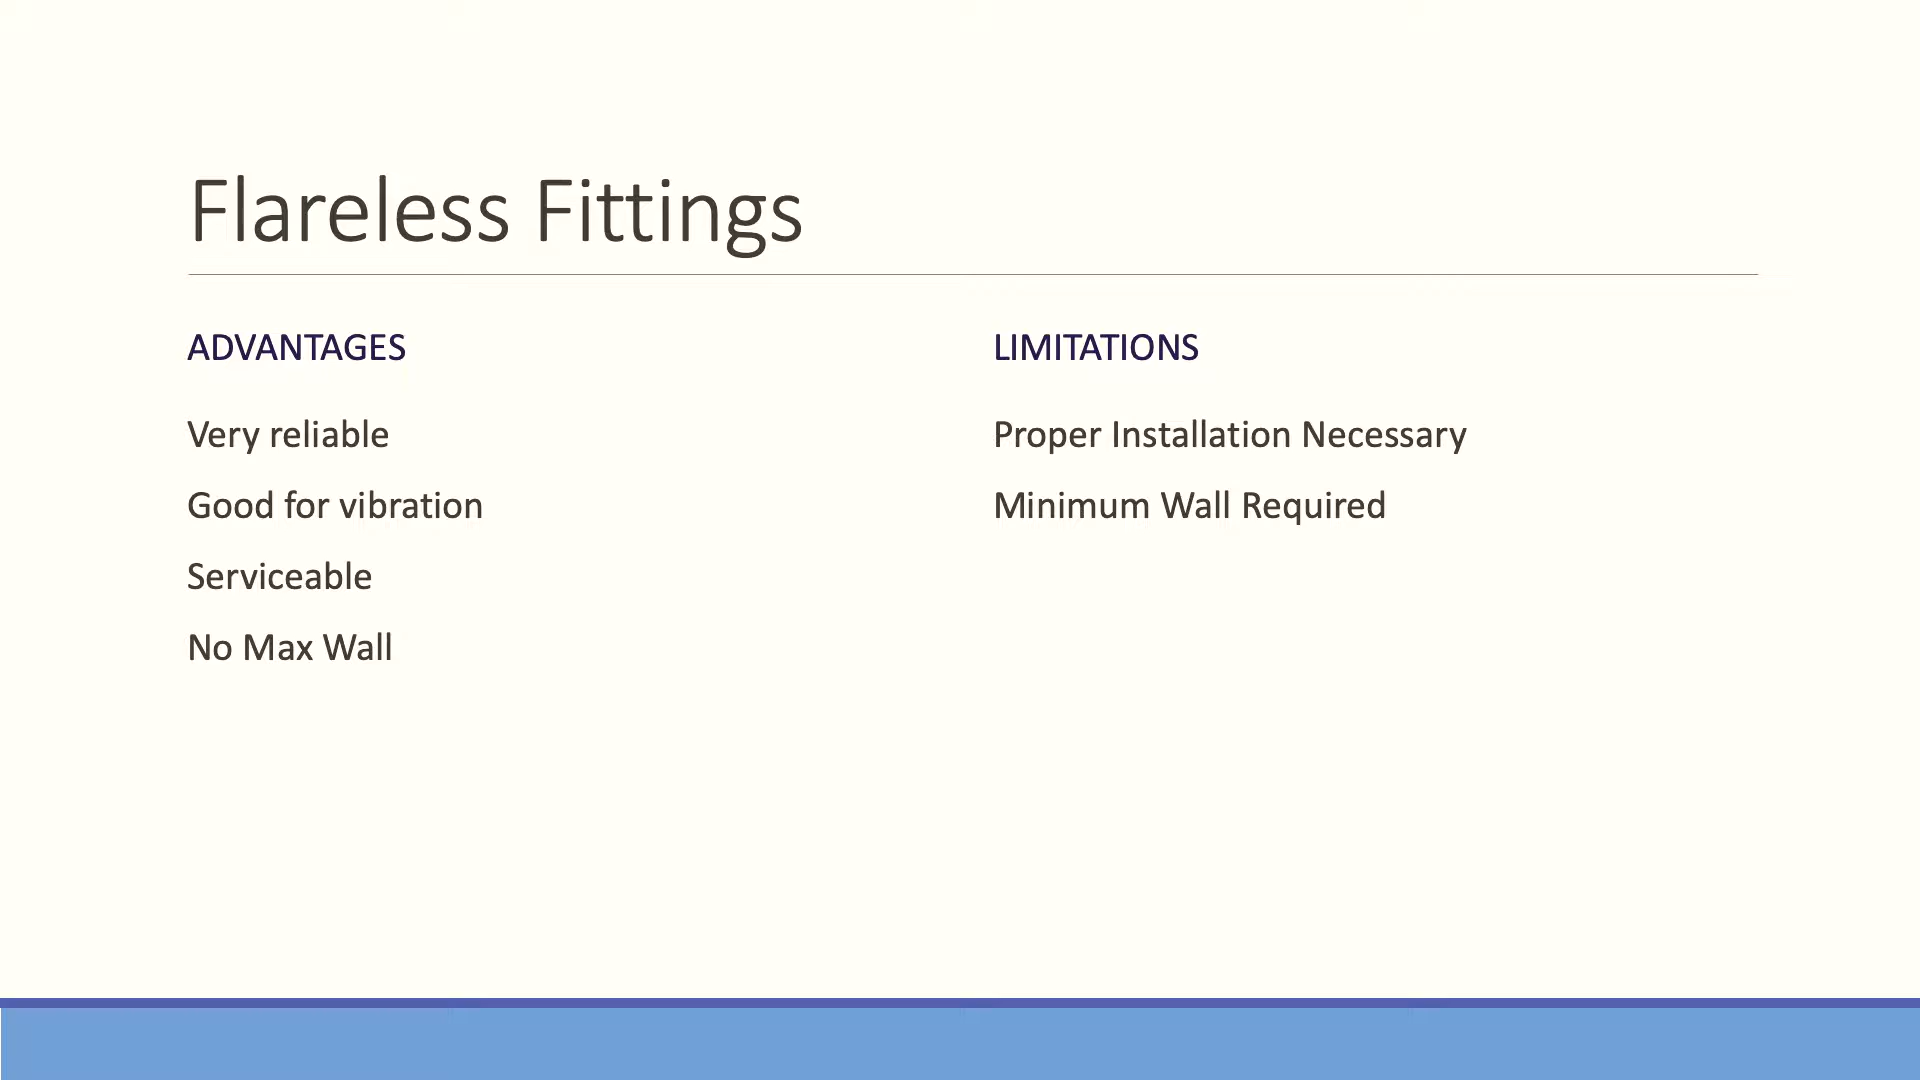 Flareless Fittings
ADVANTAGES
Very reliable
Good for vibration
Serviceable
No Max Wall
LIMITATIONS
Proper Installation Necessary
Minimum Wall Required